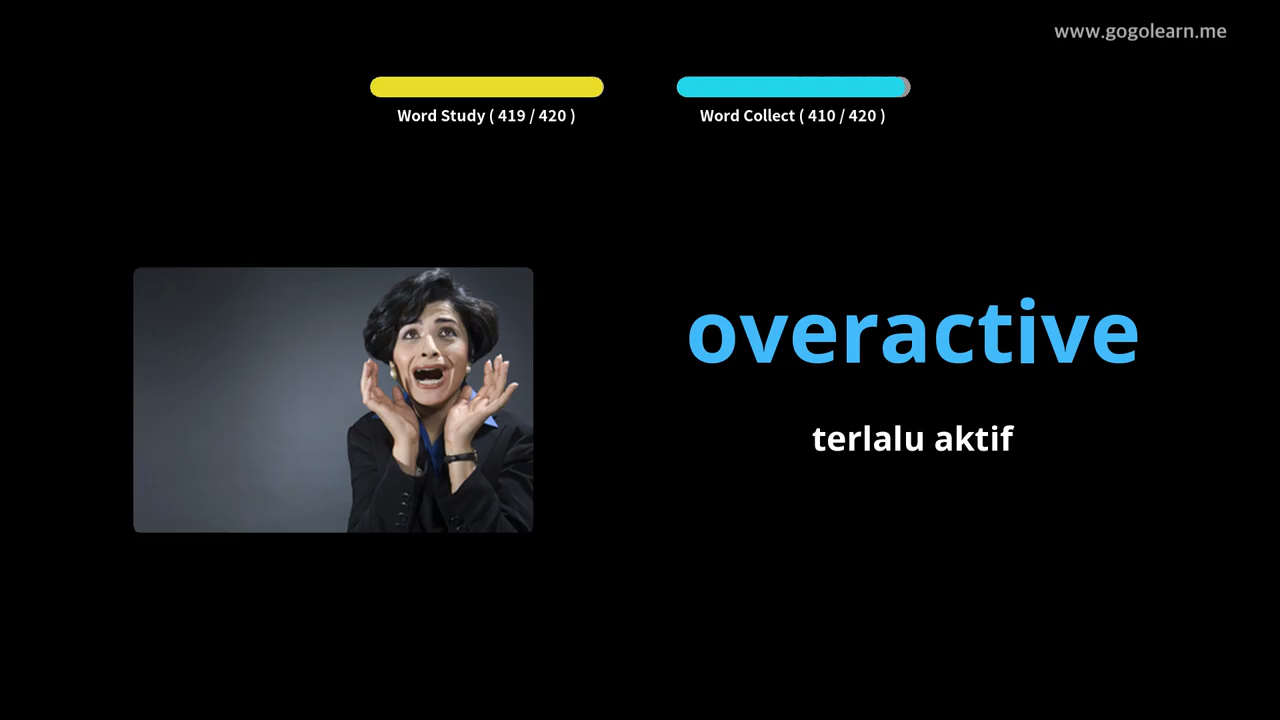 www.gogolearn.me
Word Study ( 419 / 420 )
Word Collect ( 410 / 420 )
overactive
terlalu aktif